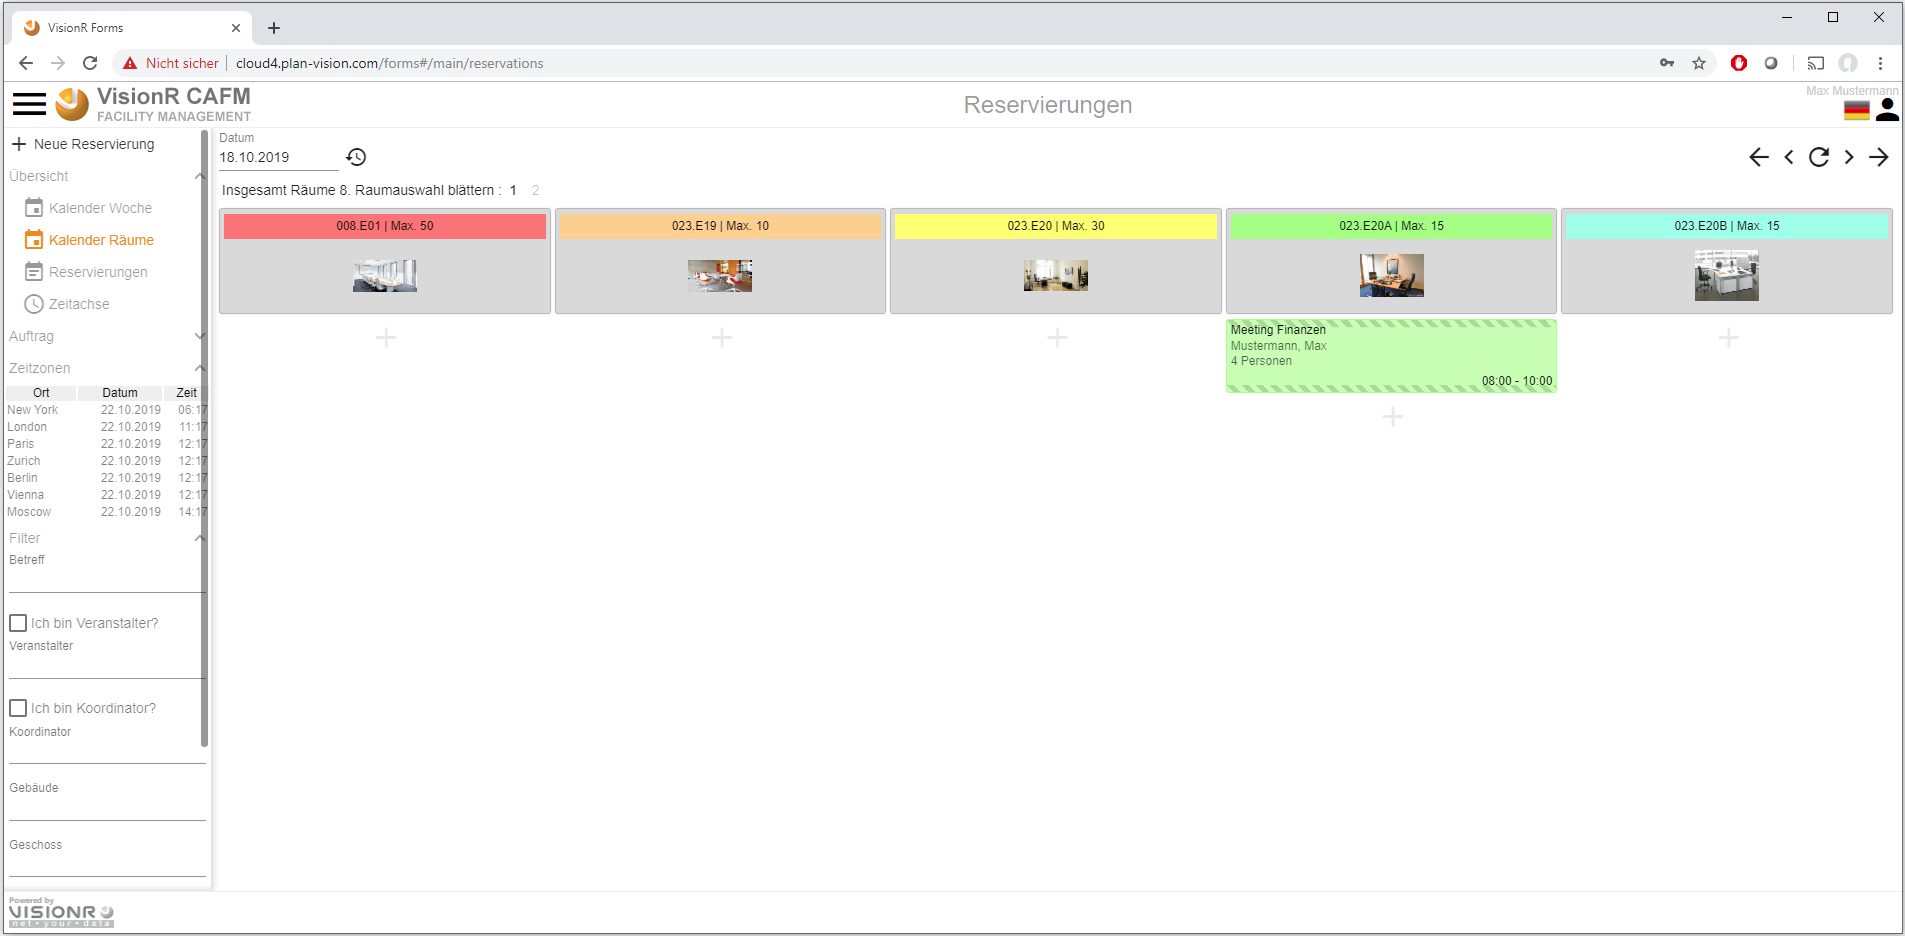 VisionR Forms
Nicht sicher
cloud4.plan-vision.com/forms#/main/reservations
VisionR CAFM
FACILITY MANAGEMENT
Reservierungen
Max Mustermann
Neue Reservierung
Übersicht
Kalender Woche
Kalender Räume
Reservierungen
Zeitachse
Auftrag
Zeitzonen
Ort Datum Zeit
New York 22.10.2019 06:17
London 22.10.2019 11:17
Paris 22.10.2019 12:17
Zurich 22.10.2019 12:17
Berlin 22.10.2019 12:17
Vienna 22.10.2019 12:17
Moscow 22.10.2019 14:17
Filter
Betreff
Ich bin Veranstalter?
Veranstalter
Ich bin Koordinator?
Koordinator
Gebäude
Geschoss
Datum
18.10.2019
Insgesamt Räume 8. Raumauswahl blättern : 1 2
008.E01 | Max. 50
023.E19 | Max. 10
023.E20 | Max. 30
023.E20A | Max. 15
023.E20B | Max. 15
Meeting Finanzen
Mustermann, Max
4 Personen
08:00 - 10:00
Powered by
VISIONR
net•your•data